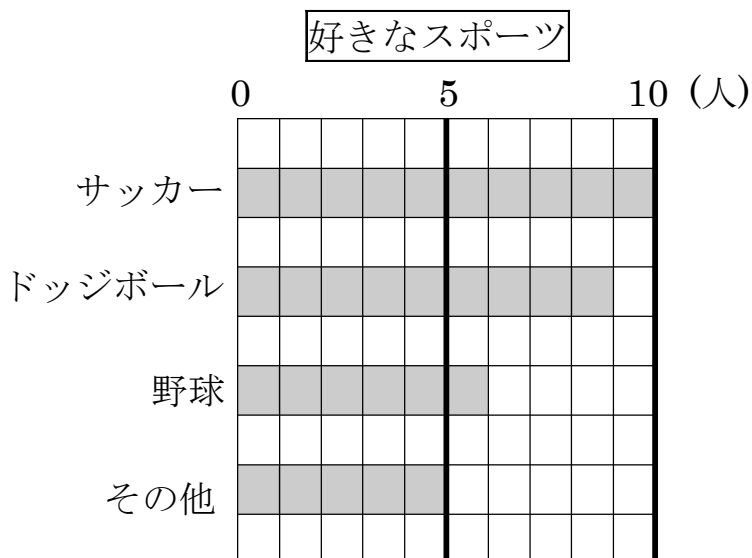 好きなスポーツ
0 5 10 (人)
サッカー
ドッジボール
野球
その他